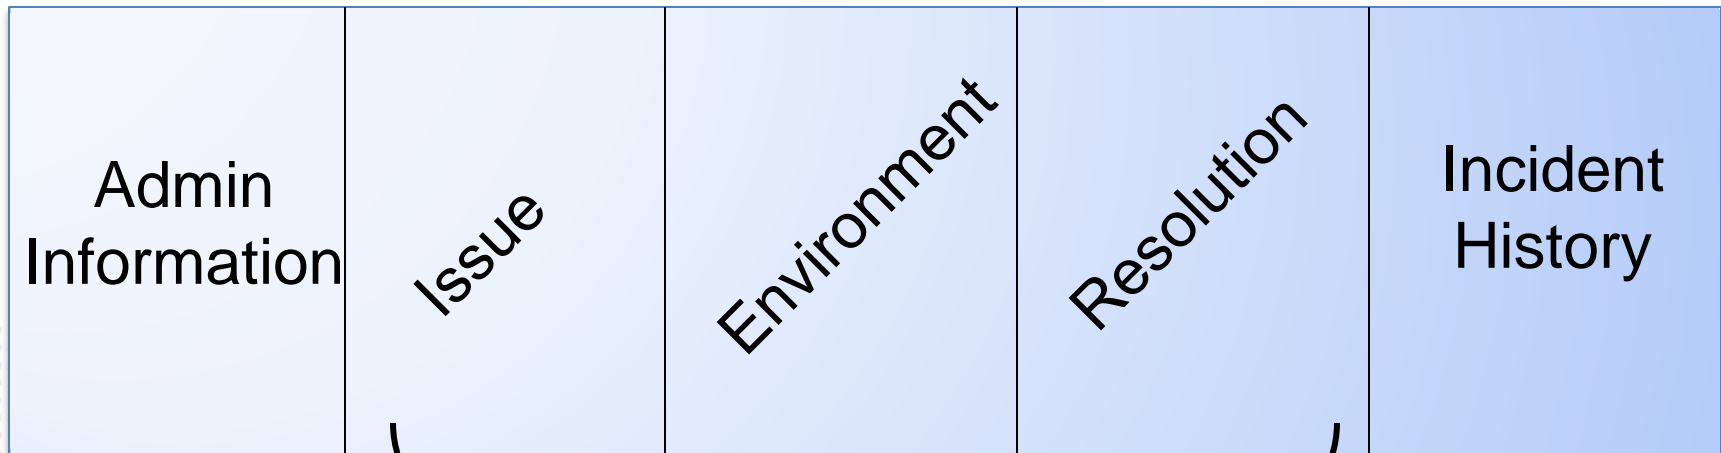 Admin
Information
Issue
Environment
Resolution
Incident
History